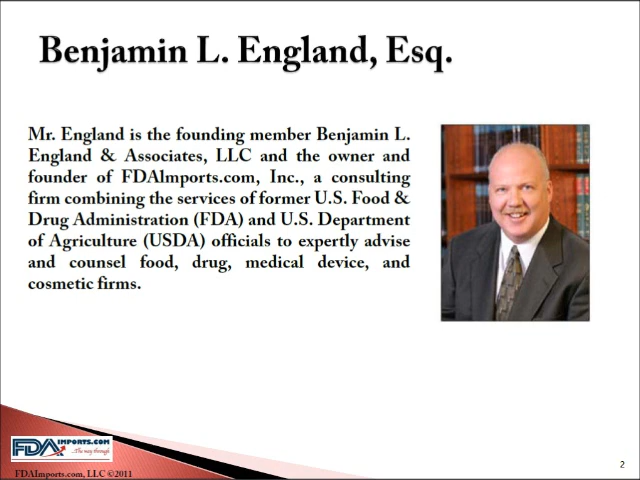 Benjamin L. England, Esq.
Mr. England is the founding member Benjamin L.
England & Associates, LLC and the owner and
founder of FDAImports.com, Inc., a consulting
firm combining the services of former U.S. Food &
Drug Administration (FDA) and U.S. Department
of Agriculture (USDA) officials to expertly advise
and counsel food, drug, medical device, and
cosmetic firms.
FDA IMPORTS.COM
...The way through
FDAImports.com, LLC ©2011
2